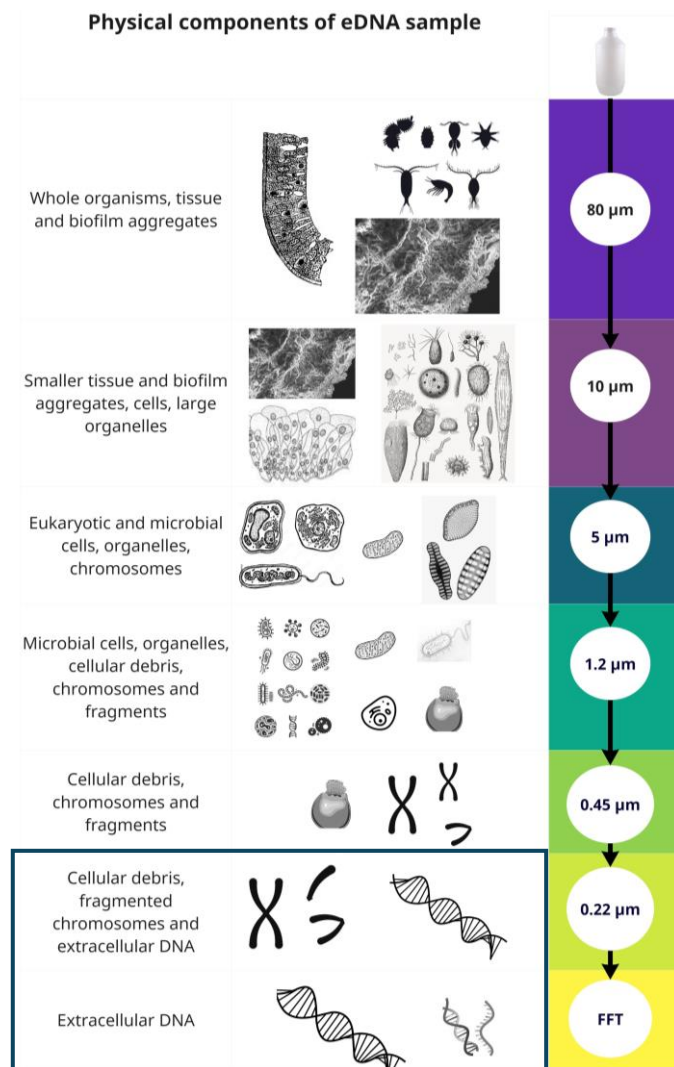 Physical components of eDNA sample
Whole organisms, tissue
and biofilm aggregates
80 µm
Smaller tissue and biofilm
aggregates, cells, large
organelles
10 µm
Eukaryotic and microbial
cells, organelles,
chromosomes
5 µm
Microbial cells, organelles,
cellular debris,
chromosomes and
fragments
1.2 µm
Cellular debris,
chromosomes and
fragments
0.45 µm
Cellular debris,
fragmented
chromosomes and
extracellular DNA
0.22 µm
Extracellular DNA
FFT